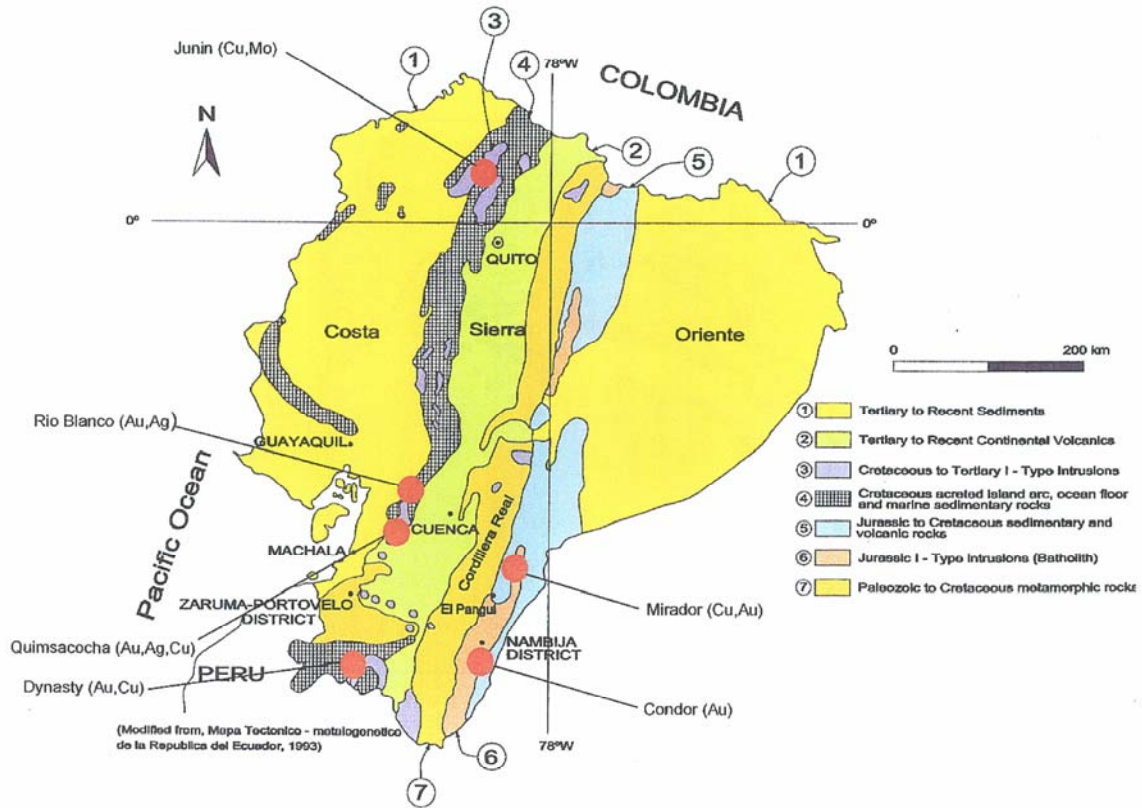 3
Junin (Cu,Mo)
1
4
78ºW
COLOMBIA
N
2
5
1
0º
0º
QUITO
Costa
Sierra
Oriente
0
200 km
Rio Blanco (Au,Ag)
GUAYAQUIL
Pacific Ocean
CUENCA
MACHALA
Cordillera Real
ZARUMA-PORTOVELO
DISTRICT
El Pangui
Mirador (Cu,Au)
Quimsacocha (Au,Ag,Cu)
NAMBIJA
DISTRICT
PERU
Dynasty (Au,Cu)
Condor (Au)
(Modified from, Mapa Tectonico - metalogenetico
de la Republica del Ecuador, 1993)
78ºW
6
7
1 Tertiary to Recent Sediments
2 Tertiary to Recent Continental Volcanics
3 Cretaceous to Tertiary I - Type Intrusions
4 Cretaceous acreted island arc, ocean floor
and marine sedimentary rocks
5 Jurassic to Cretaceous sedimentary and
volcanic rocks
6 Jurassic I - Type Intrusions (Batholith)
7 Paleozoic to Cretaceous metamorphic rocks